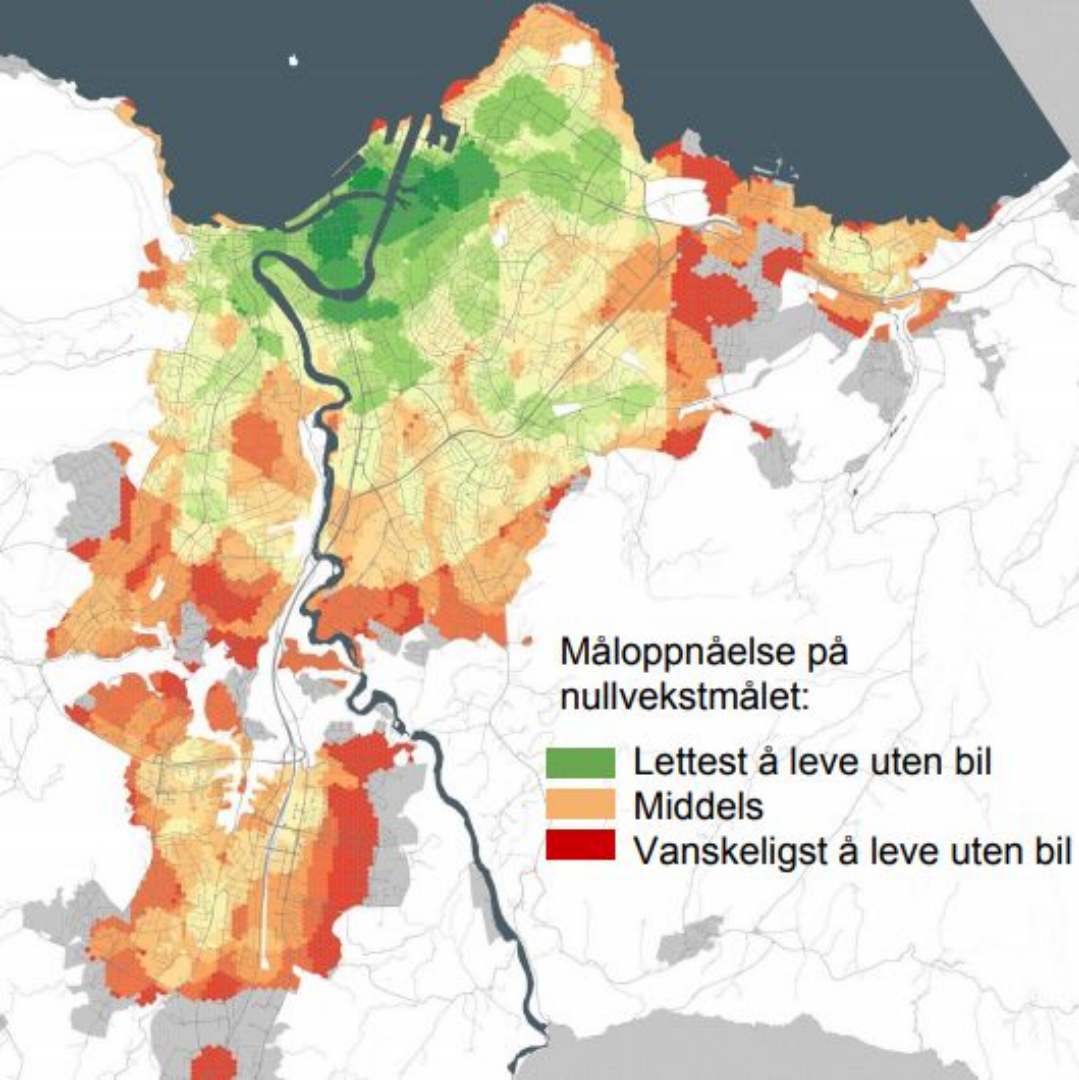 Måloppnåelse på
nullvekstmålet:
Lettest å leve uten bil
Middels
Vanskeligst å leve uten bil